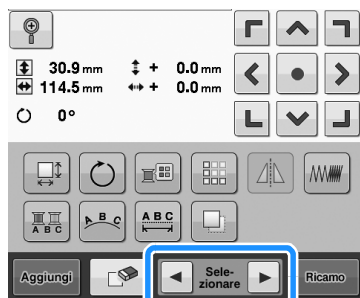 30.9 mm + 0.0 mm
114.5 mm + 0.0 mm
0°
A B C A B C A B C
Aggiungi Sele-
zionare Ricamo